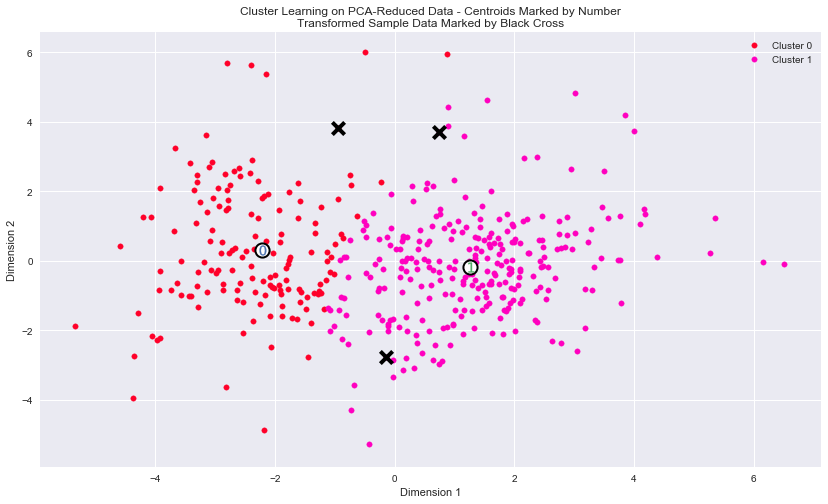 Cluster Learning on PCA-Reduced Data - Centroids Marked by Number
Transformed Sample Data Marked by Black Cross
Cluster 0
Cluster 1
6
4
2
0
−2
−4
Dimension 2
0
1
−4
−2
0
2
4
6
Dimension 1